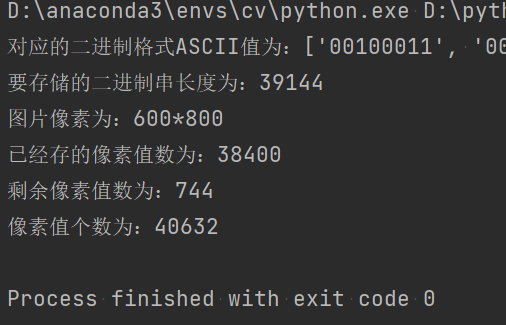 D:\anaconda3\envs\cv\python.exe D:\pyth
对应的二进制格式ASCII值为: ['00100011', '00
要存储的二进制串长度为: 39144
图片像素为: 600*800
已经存的像素值数为: 38400
剩余像素值数为: 744
像素值个数为: 40632
Process finished with exit code 0